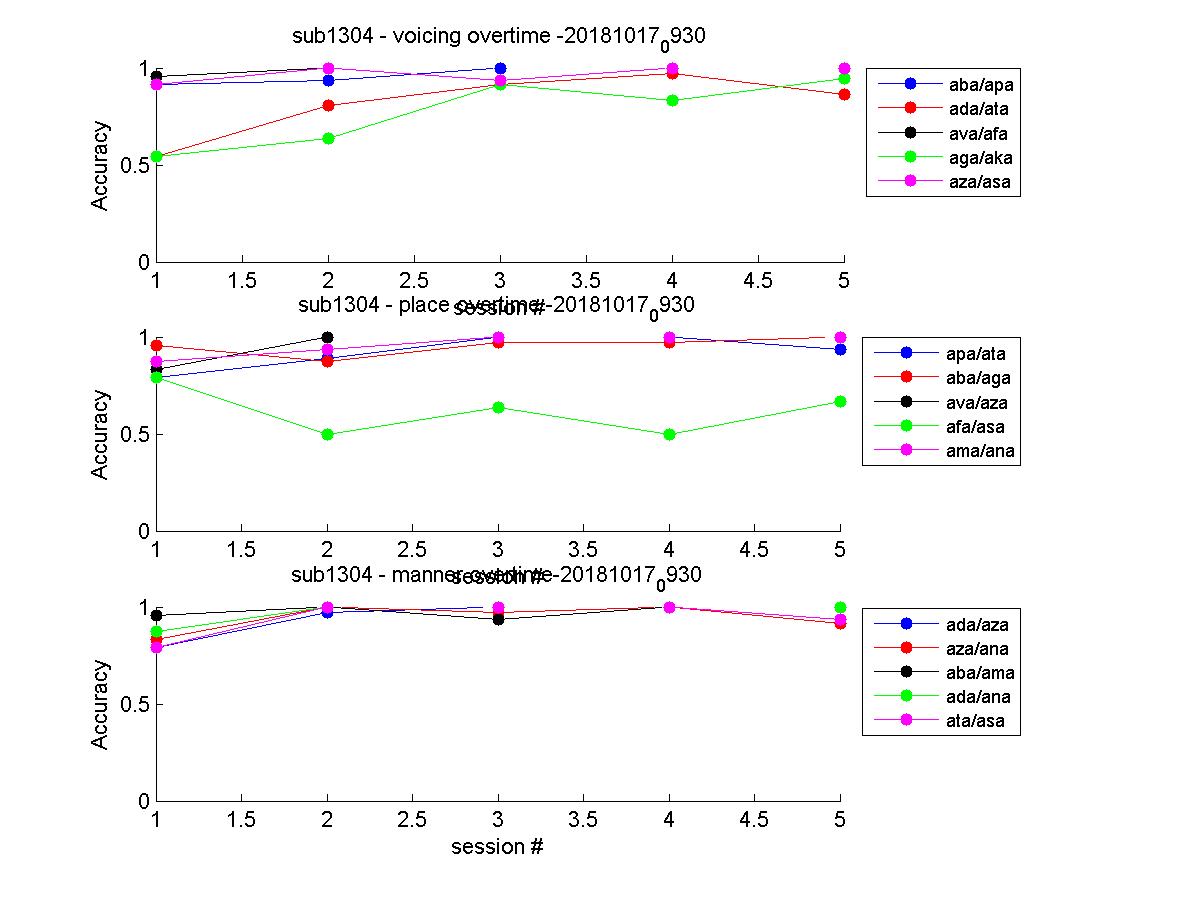 sub1304 - voicing overtime -20181017₀930
1
0.5
0
Accuracy
1 1.5 2 2.5 3 3.5 4 4.5 5
session #
aba/apa
ada/ata
ava/afa
aga/aka
aza/asa
sub1304 - place overtime -20181017₀930
1
0.5
0
Accuracy
1 1.5 2 2.5 3 3.5 4 4.5 5
session #
apa/ata
aba/aga
ava/aza
afa/asa
ama/ana
sub1304 - manner overtime -20181017₀930
1
0.5
0
Accuracy
1 1.5 2 2.5 3 3.5 4 4.5 5
session #
ada/aza
aza/ana
aba/ama
ada/ana
ata/asa